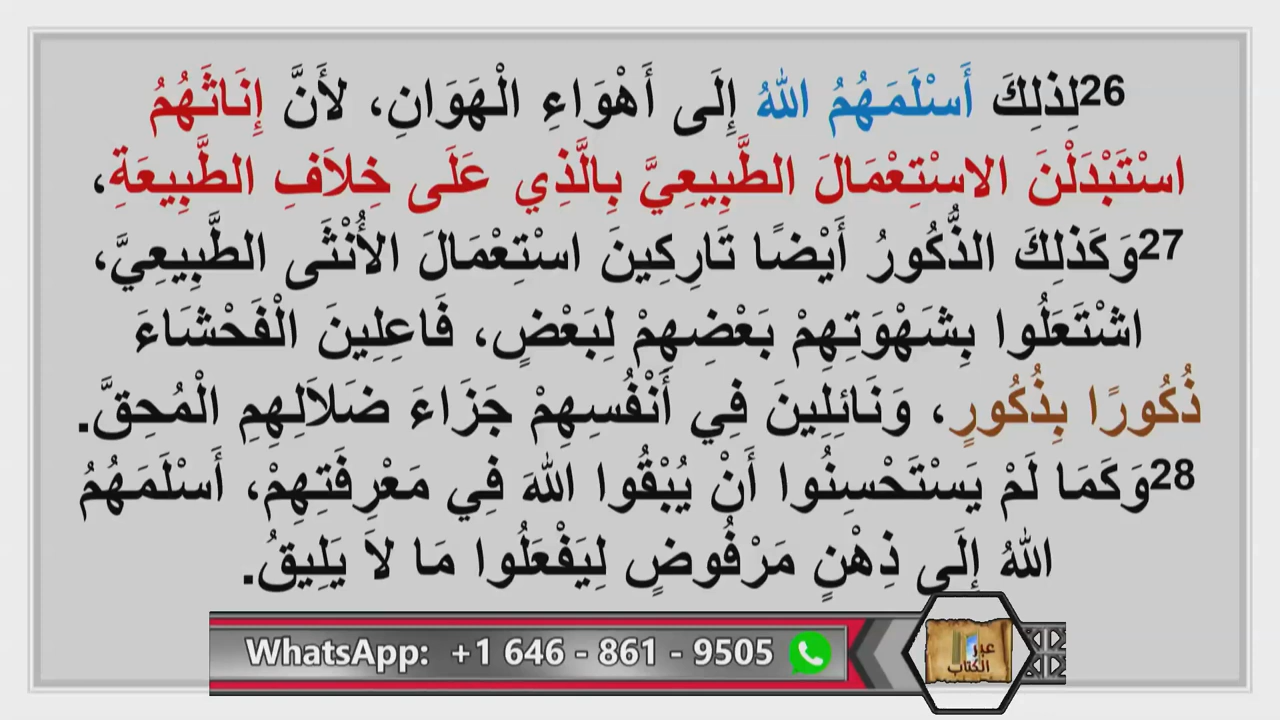 26لِذلِكَ أَسْلَمَهُمُ اللهُ إِلَى أَهْوَاءِ الْهَوَانِ، لأَنَّ إِنَاثَهُمُ
اسْتَبْدَلْنَ الاسْتِعْمَالَ الطَّبِيعِيَّ بِالَّذِي عَلَى خِلاَفِ الطَّبِيعَةِ،
27وَكَذلِكَ الذُّكُورُ أَيْضًا تَارِكِينَ اسْتِعْمَالَ الأُنْثَى الطَّبِيعِيَّ،
اشْتَعَلُوا بِشَهْوَتِهِمْ بَعْضِهِمْ لِبَعْضٍ، فَاعِلِينَ الْفَحْشَاءَ
ذُكُورًا بِذُكُورٍ، وَنَائِلِينَ فِي أَنْفُسِهِمْ جَزَاءَ ضَلاَلِهِمِ الْمُحِقَّ.
28وَكَمَا لَمْ يَسْتَحْسِنُوا أَنْ يُبْقُوا اللهَ فِي مَعْرِفَتِهِمْ، أَسْلَمَهُمُ
اللهُ إِلَى ذِهْنٍ مَرْفُوضٍ لِيَفْعَلُوا مَا لاَ يَلِيقُ.
WhatsApp: +1 646 - 861 - 9505
عبر
الكتاب